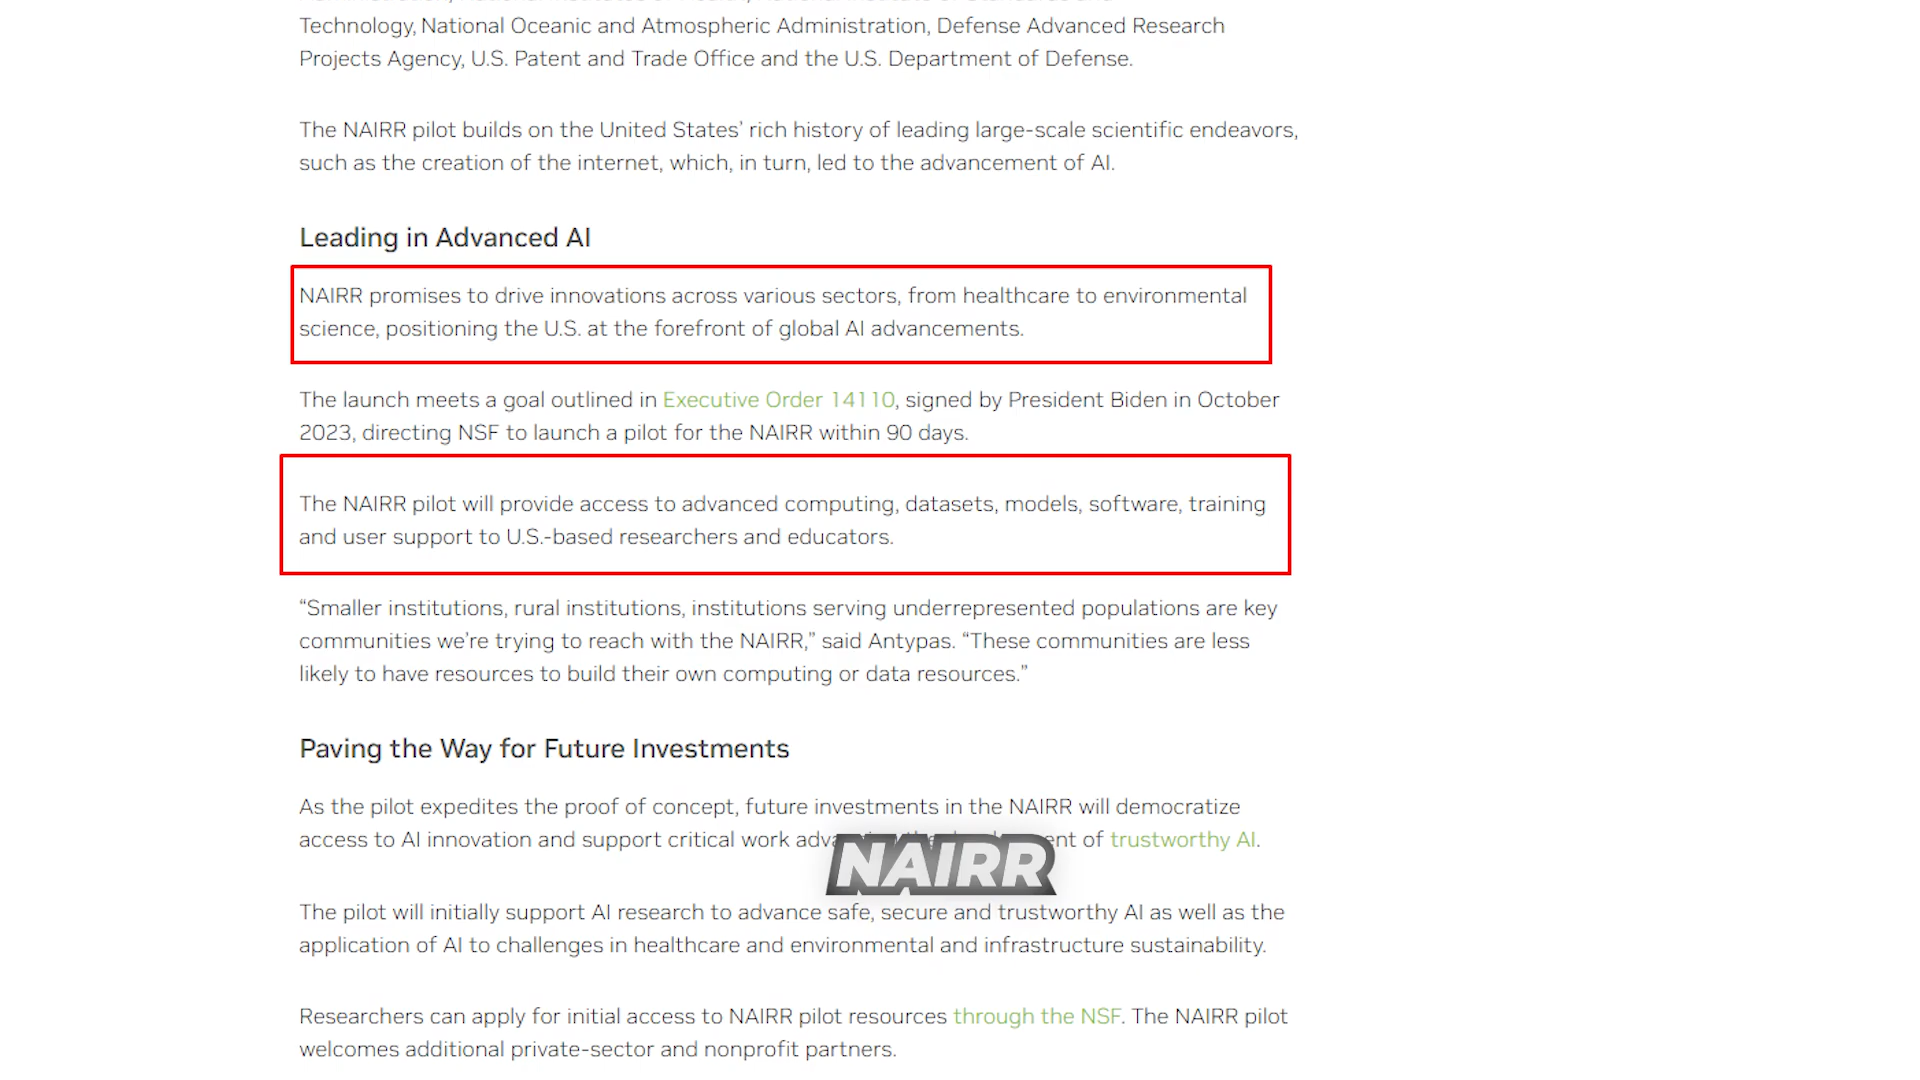 Technology, National Oceanic and Atmospheric Administration, Defense Advanced Research
Projects Agency, U.S. Patent and Trade Office and the U.S. Department of Defense.
The NAIRR pilot builds on the United States’ rich history of leading large-scale scientific endeavors,
such as the creation of the internet, which, in turn, led to the advancement of AI.
Leading in Advanced AI
NAIRR promises to drive innovations across various sectors, from healthcare to environmental
science, positioning the U.S. at the forefront of global AI advancements.
The launch meets a goal outlined in Executive Order 14110, signed by President Biden in October
2023, directing NSF to launch a pilot for the NAIRR within 90 days.
The NAIRR pilot will provide access to advanced computing, datasets, models, software, training
and user support to U.S.-based researchers and educators.
“Smaller institutions, rural institutions, institutions serving underrepresented populations are key
communities we’re trying to reach with the NAIRR,” said Antypas. “These communities are less
likely to have resources to build their own computing or data resources.”
Paving the Way for Future Investments
As the pilot expedites the proof of concept, future investments in the NAIRR will democratize
access to AI innovation and support critical work of trustworthy AI.
NAIRR
The pilot will initially support AI research to advance safe, secure and trustworthy AI as well as the
application of AI to challenges in healthcare and environmental and infrastructure sustainability.
Researchers can apply for initial access to NAIRR pilot resources through the NSF. The NAIRR pilot
welcomes additional private-sector and nonprofit partners.